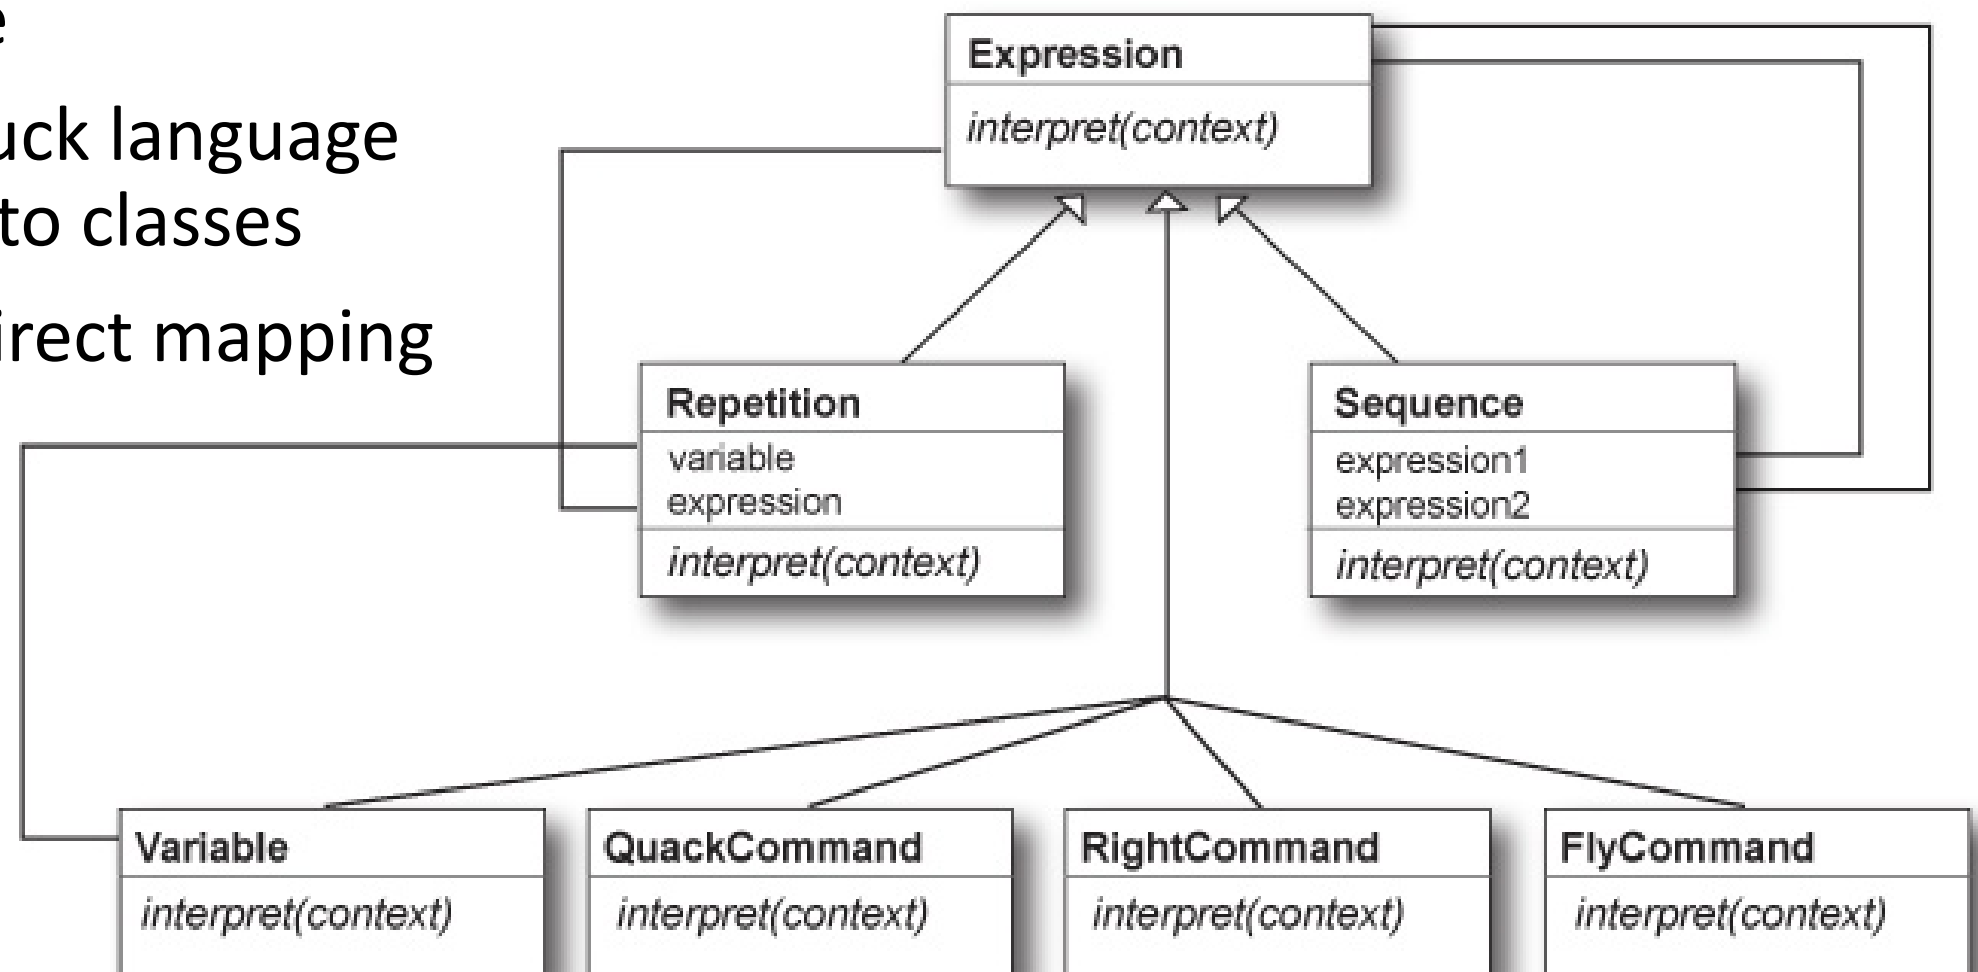 e
uck language
to classes
irect mapping
Expression
interpret(context)
Repetition
variable
expression
interpret(context)
Sequence
expression1
expression2
interpret(context)
Variable
interpret(context)
QuackCommand
interpret(context)
RightCommand
interpret(context)
FlyCommand
interpret(context)